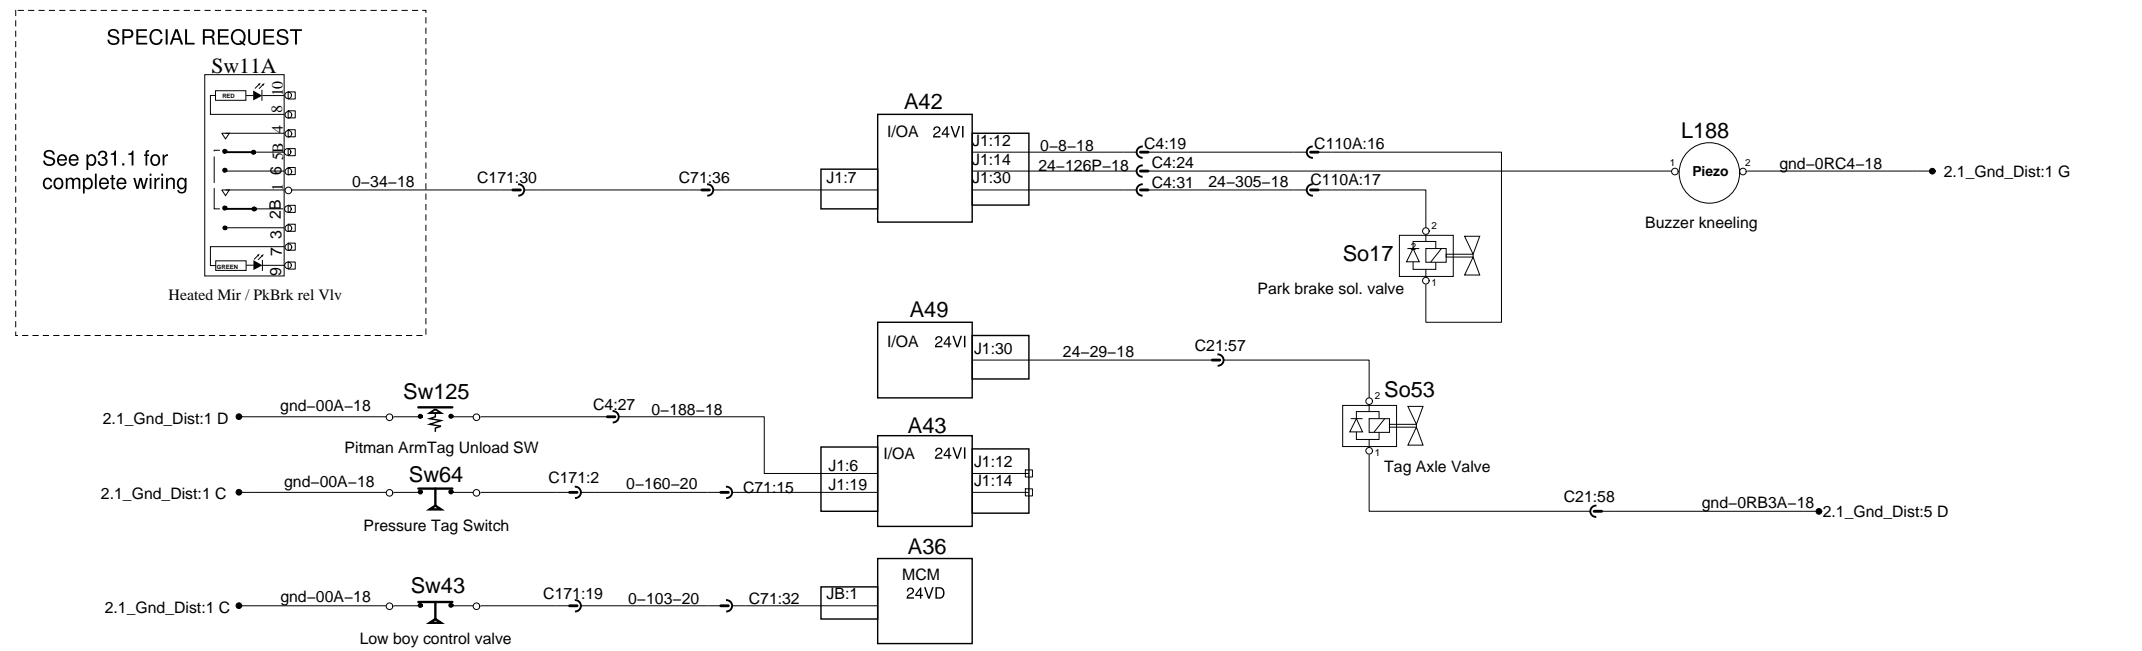 SPECIAL REQUEST
Sw11A
RED
10
8
4
5B
6
1
2B
3
7
9
GREEN
See p31.1 for
complete wiring
Heated Mir / PkBrk rel Vlv
0-34-18
C171:30
C71:36
J1:7
A42
I/OA 24VI
J1:12
J1:14
J1:30
0-8-18
24-126P-18
C4:19
C4:24
C4:31
24-305-18
C110A:16
C110A:17
L188
1
Piezo
2
Buzzer kneeling
gnd-0RC4-18
2.1_Gnd_Dist:1 G
2
So17
1
Park brake sol. valve
A49
I/OA 24VI
J1:30
24-29-18
C21:57
2
So53
1
Tag Axle Valve
C21:58
gnd-0RB3A-18
2.1_Gnd_Dist:5 D
2.1_Gnd_Dist:1 D
gnd-00A-18
Sw125
Pitman ArmTag Unload SW
C4:27
0-188-18
A43
I/OA 24VI
J1:6
J1:19
J1:12
J1:14
2.1_Gnd_Dist:1 C
gnd-00A-18
Sw64
Pressure Tag Switch
C171:2
0-160-20
C71:15
A36
MCM
24VD
JB:1
2.1_Gnd_Dist:1 C
gnd-00A-18
Sw43
Low boy control valve
C171:19
0-103-20
C71:32